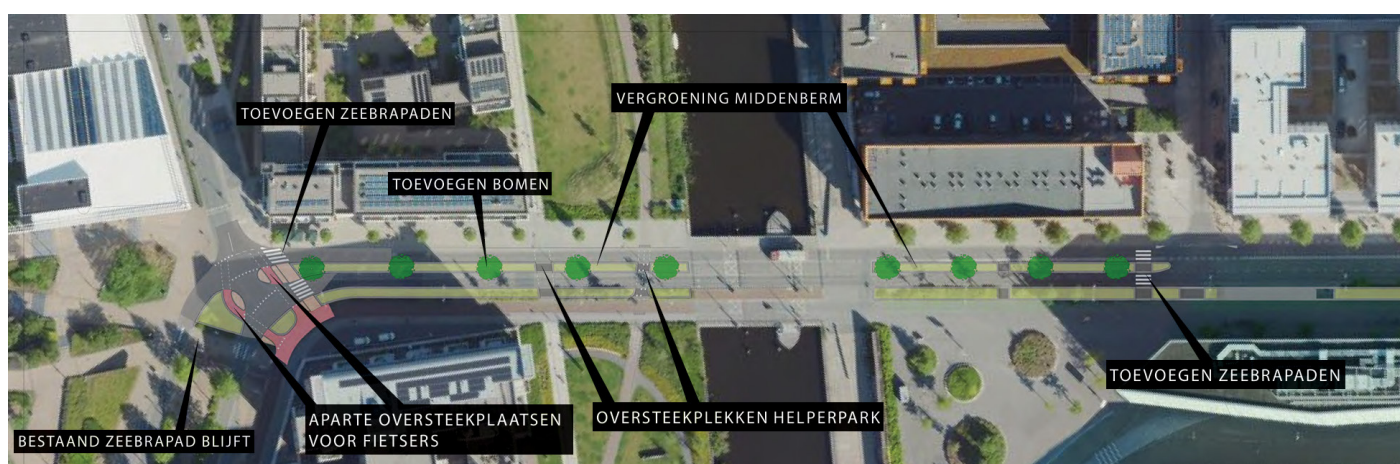 VERGROENING MIDDENBERM
TOEVOEGEN ZEEBRAPADEN
TOEVOEGEN BOMEN
TOEVOEGEN ZEEBRAPADEN
OVERSTEEKPLEKKEN HELPERPARK
APARTE OVERSTEEKPLAATSEN
VOOR FIETSERS
BESTAAND ZEEBRAPAD BLIJFT